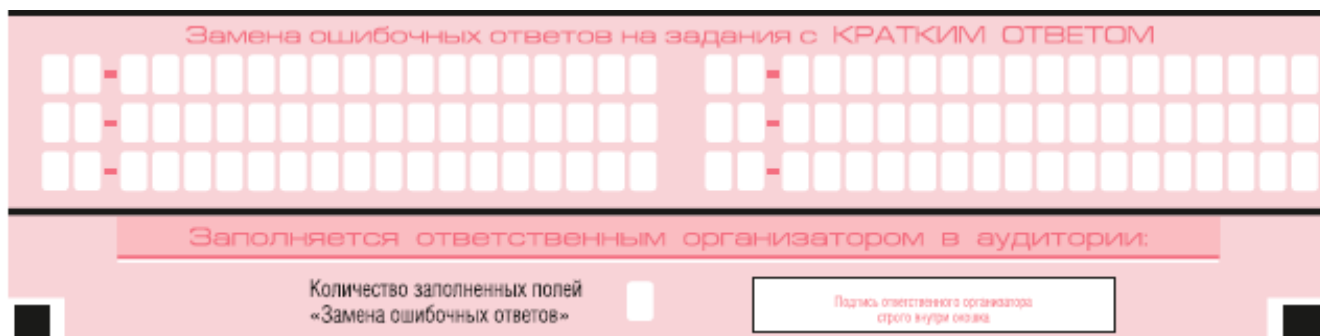 Замена ошибочных ответов на задания с КРАТКИМ ОТВЕТОМ
Заполняется ответственным организатором в аудитории:
Количество заполненных полей
«Замена ошибочных ответов»
Подпись ответственного организатора
строго внутри окошка